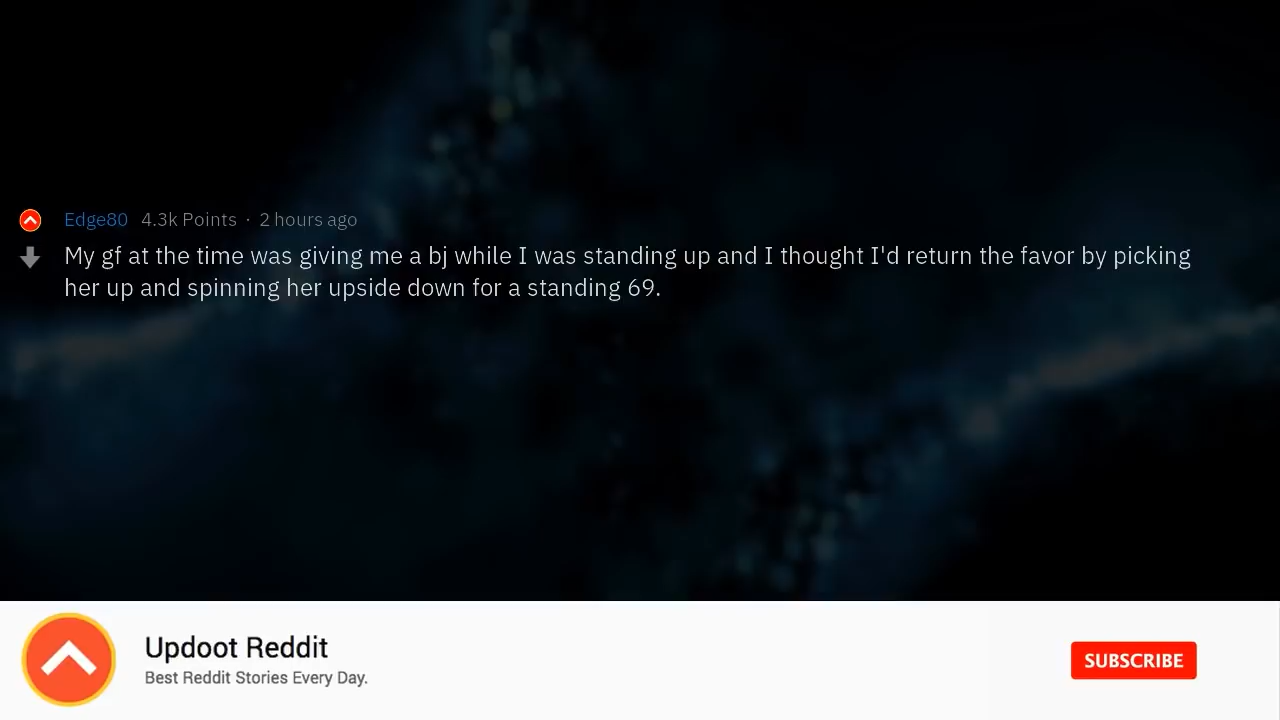 Edge80 4.3k Points · 2 hours ago
My gf at the time was giving me a bj while I was standing up and I thought I'd return the favor by picking
her up and spinning her upside down for a standing 69.
Updoot Reddit
Best Reddit Stories Every Day.
SUBSCRIBE